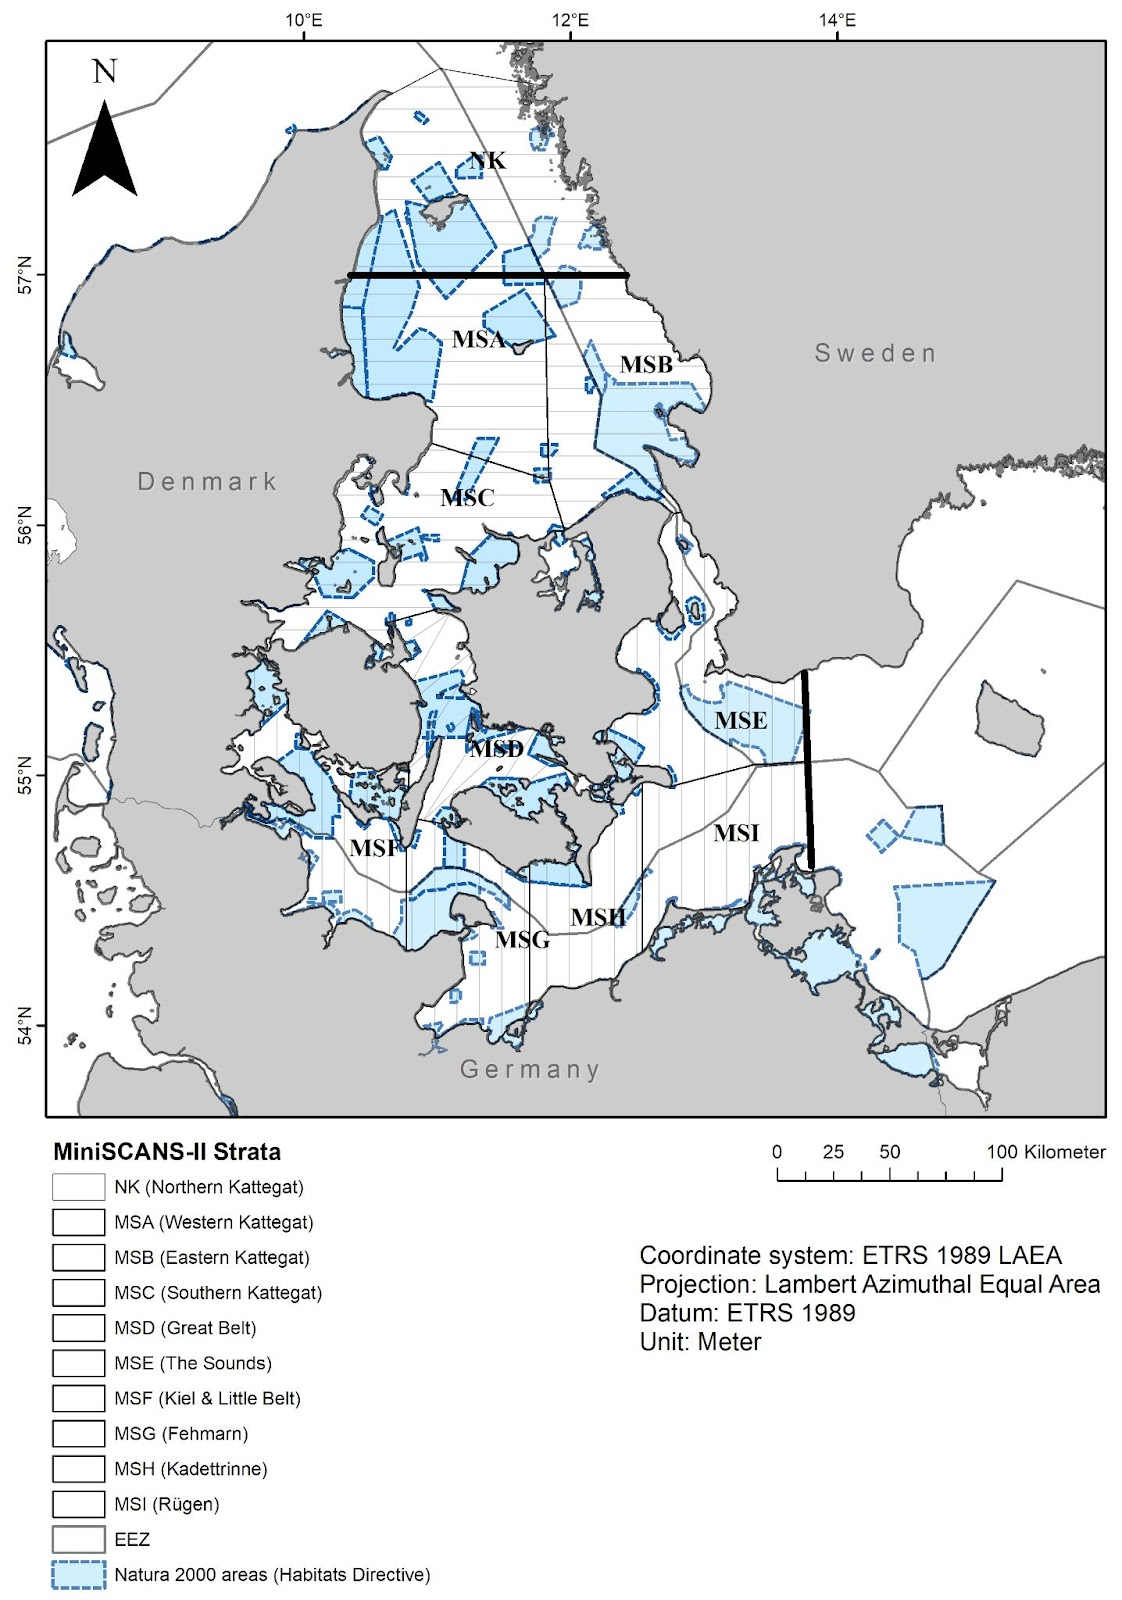 10°E 12°E 14°E
N
NK
57°N
MSA
MSB
Sweden
Denmark
MSC
56°N
MSE
MSD
55°N
MSI
MSF
MSH
MSG
54°N
Germany
MiniSCANS-II Strata
0 25 50 100 Kilometer
NK (Northern Kattegat)
MSA (Western Kattegat)
MSB (Eastern Kattegat)
MSC (Southern Kattegat)
MSD (Great Belt)
MSE (The Sounds)
MSF (Kiel & Little Belt)
MSG (Fehmarn)
MSH (Kadettrinne)
MSI (Rügen)
EEZ
Natura 2000 areas (Habitats Directive)
Coordinate system: ETRS 1989 LAEA
Projection: Lambert Azimuthal Equal Area
Datum: ETRS 1989
Unit: Meter